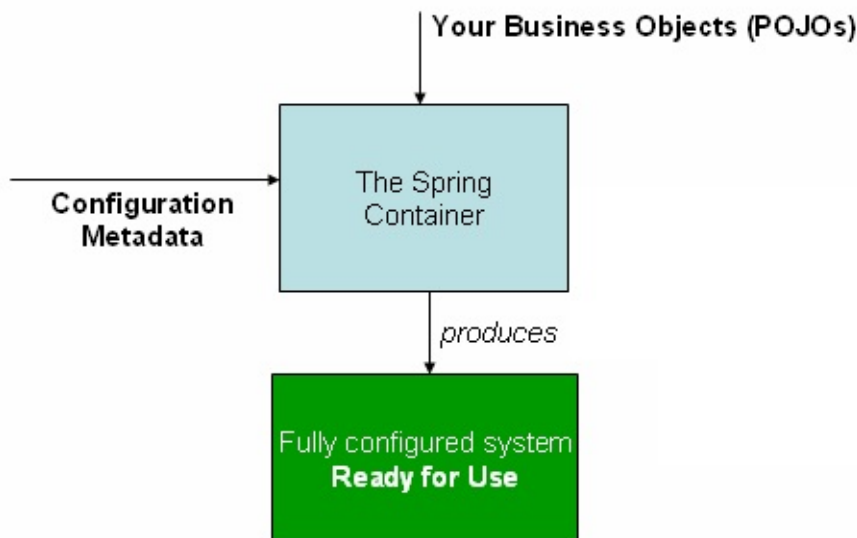 Your Business Objects (POJOs)
The Spring
Container
Configuration
Metadata
produces
Fully configured system
Ready for Use